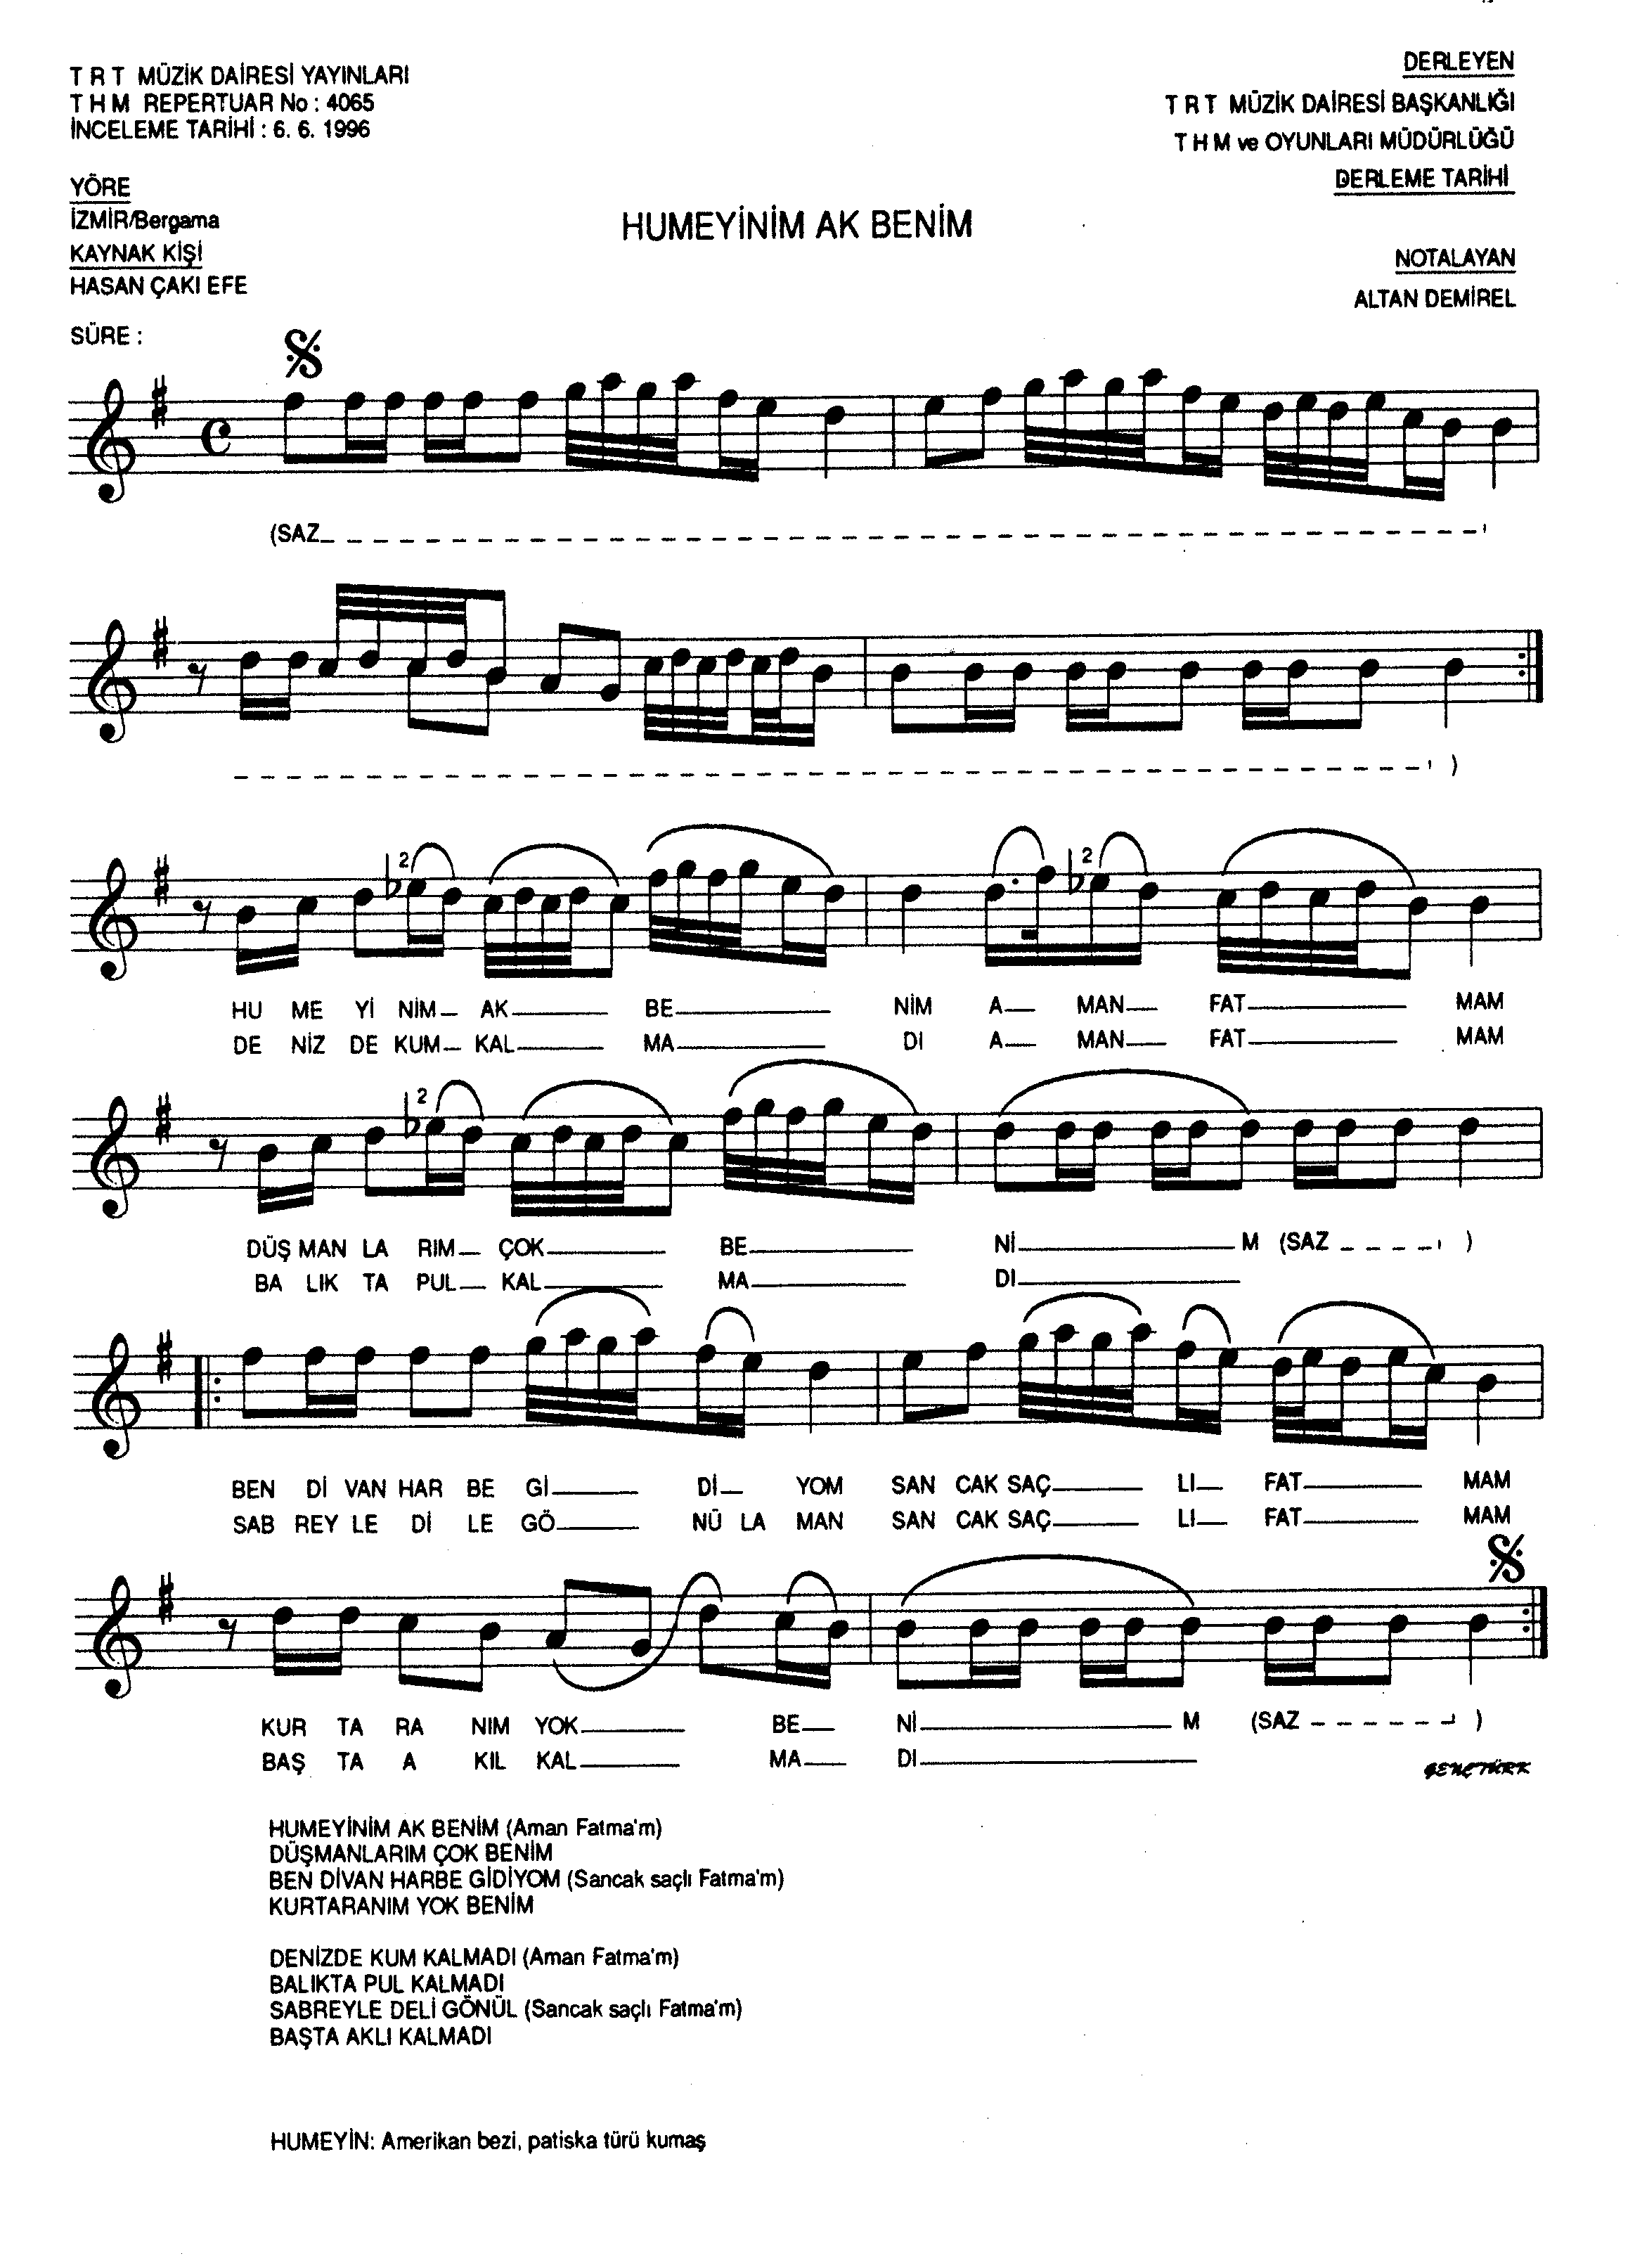 T R T MÜZİK DAİRESİ YAYINLARI
T H M REPERTUAR No : 4065
İNCELEME TARİHİ : 6. 6. 1996
DERLEYEN
T R T MÜZİK DAİRESİ BAŞKANLIĞI
T H M ve OYUNLARI MÜDÜRLÜĞÜ
DERLEME TARİHİ
YÖRE
İZMİR/Bergama
KAYNAK KİŞİ
HASAN ÇAKI EFE
HUMEYİNİM AK BENİM
NOTALAYAN
ALTAN DEMİREL
SÜRE :
(SAZ
)
2
2
HU ME Yİ NİM AK BE NİM A MAN FAT MAM
DE NİZ DE KUM KAL MA DI A MAN FAT MAM
2
DÜŞ MAN LA RIM ÇOK BE Nİ M (SAZ )
BA LIK TA PUL KAL MA DI
BEN Dİ VAN HAR BE Gİ Dİ YOM SAN CAK SAÇ LI FAT MAM
SAB REY LE Dİ LE GÖ NÜ LA MAN SAN CAK SAÇ LI FAT MAM
KUR TA RA NIM YOK BE Nİ M (SAZ )
BAŞ TA A KIL KAL MA DI
GENÇTÜRK
HUMEYİNİM AK BENİM (Aman Fatma'm)
DÜŞMANLARIM ÇOK BENİM
BEN DİVAN HARBE GİDİYOM (Sancak saçlı Fatma'm)
KURTARANIM YOK BENİM
DENİZDE KUM KALMADI (Aman Fatma'm)
BALIKTA PUL KALMADI
SABREYLE DELİ GÖNÜL (Sancak saçlı Fatma'm)
BAŞTA AKLI KALMADI
HUMEYİN: Amerikan bezi, patiska türü kumaş